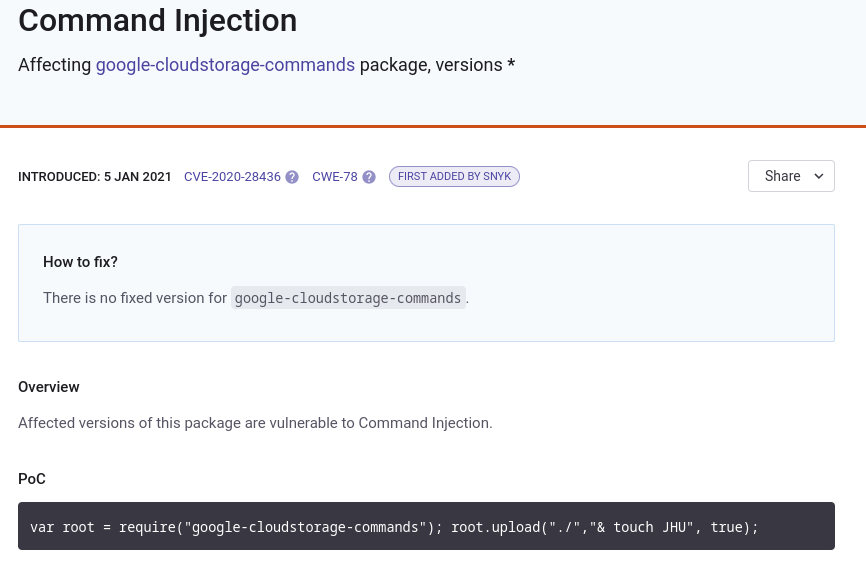 Command Injection
Affecting google-cloudstorage-commands package, versions *
INTRODUCED: 5 JAN 2021 CVE-2020-28436 ? CWE-78 ? FIRST ADDED BY SNYK Share
How to fix?
There is no fixed version for google-cloudstorage-commands.
Overview
Affected versions of this package are vulnerable to Command Injection.
PoC
var root = require("google-cloudstorage-commands"); root.upload("./","& touch JHU", true);